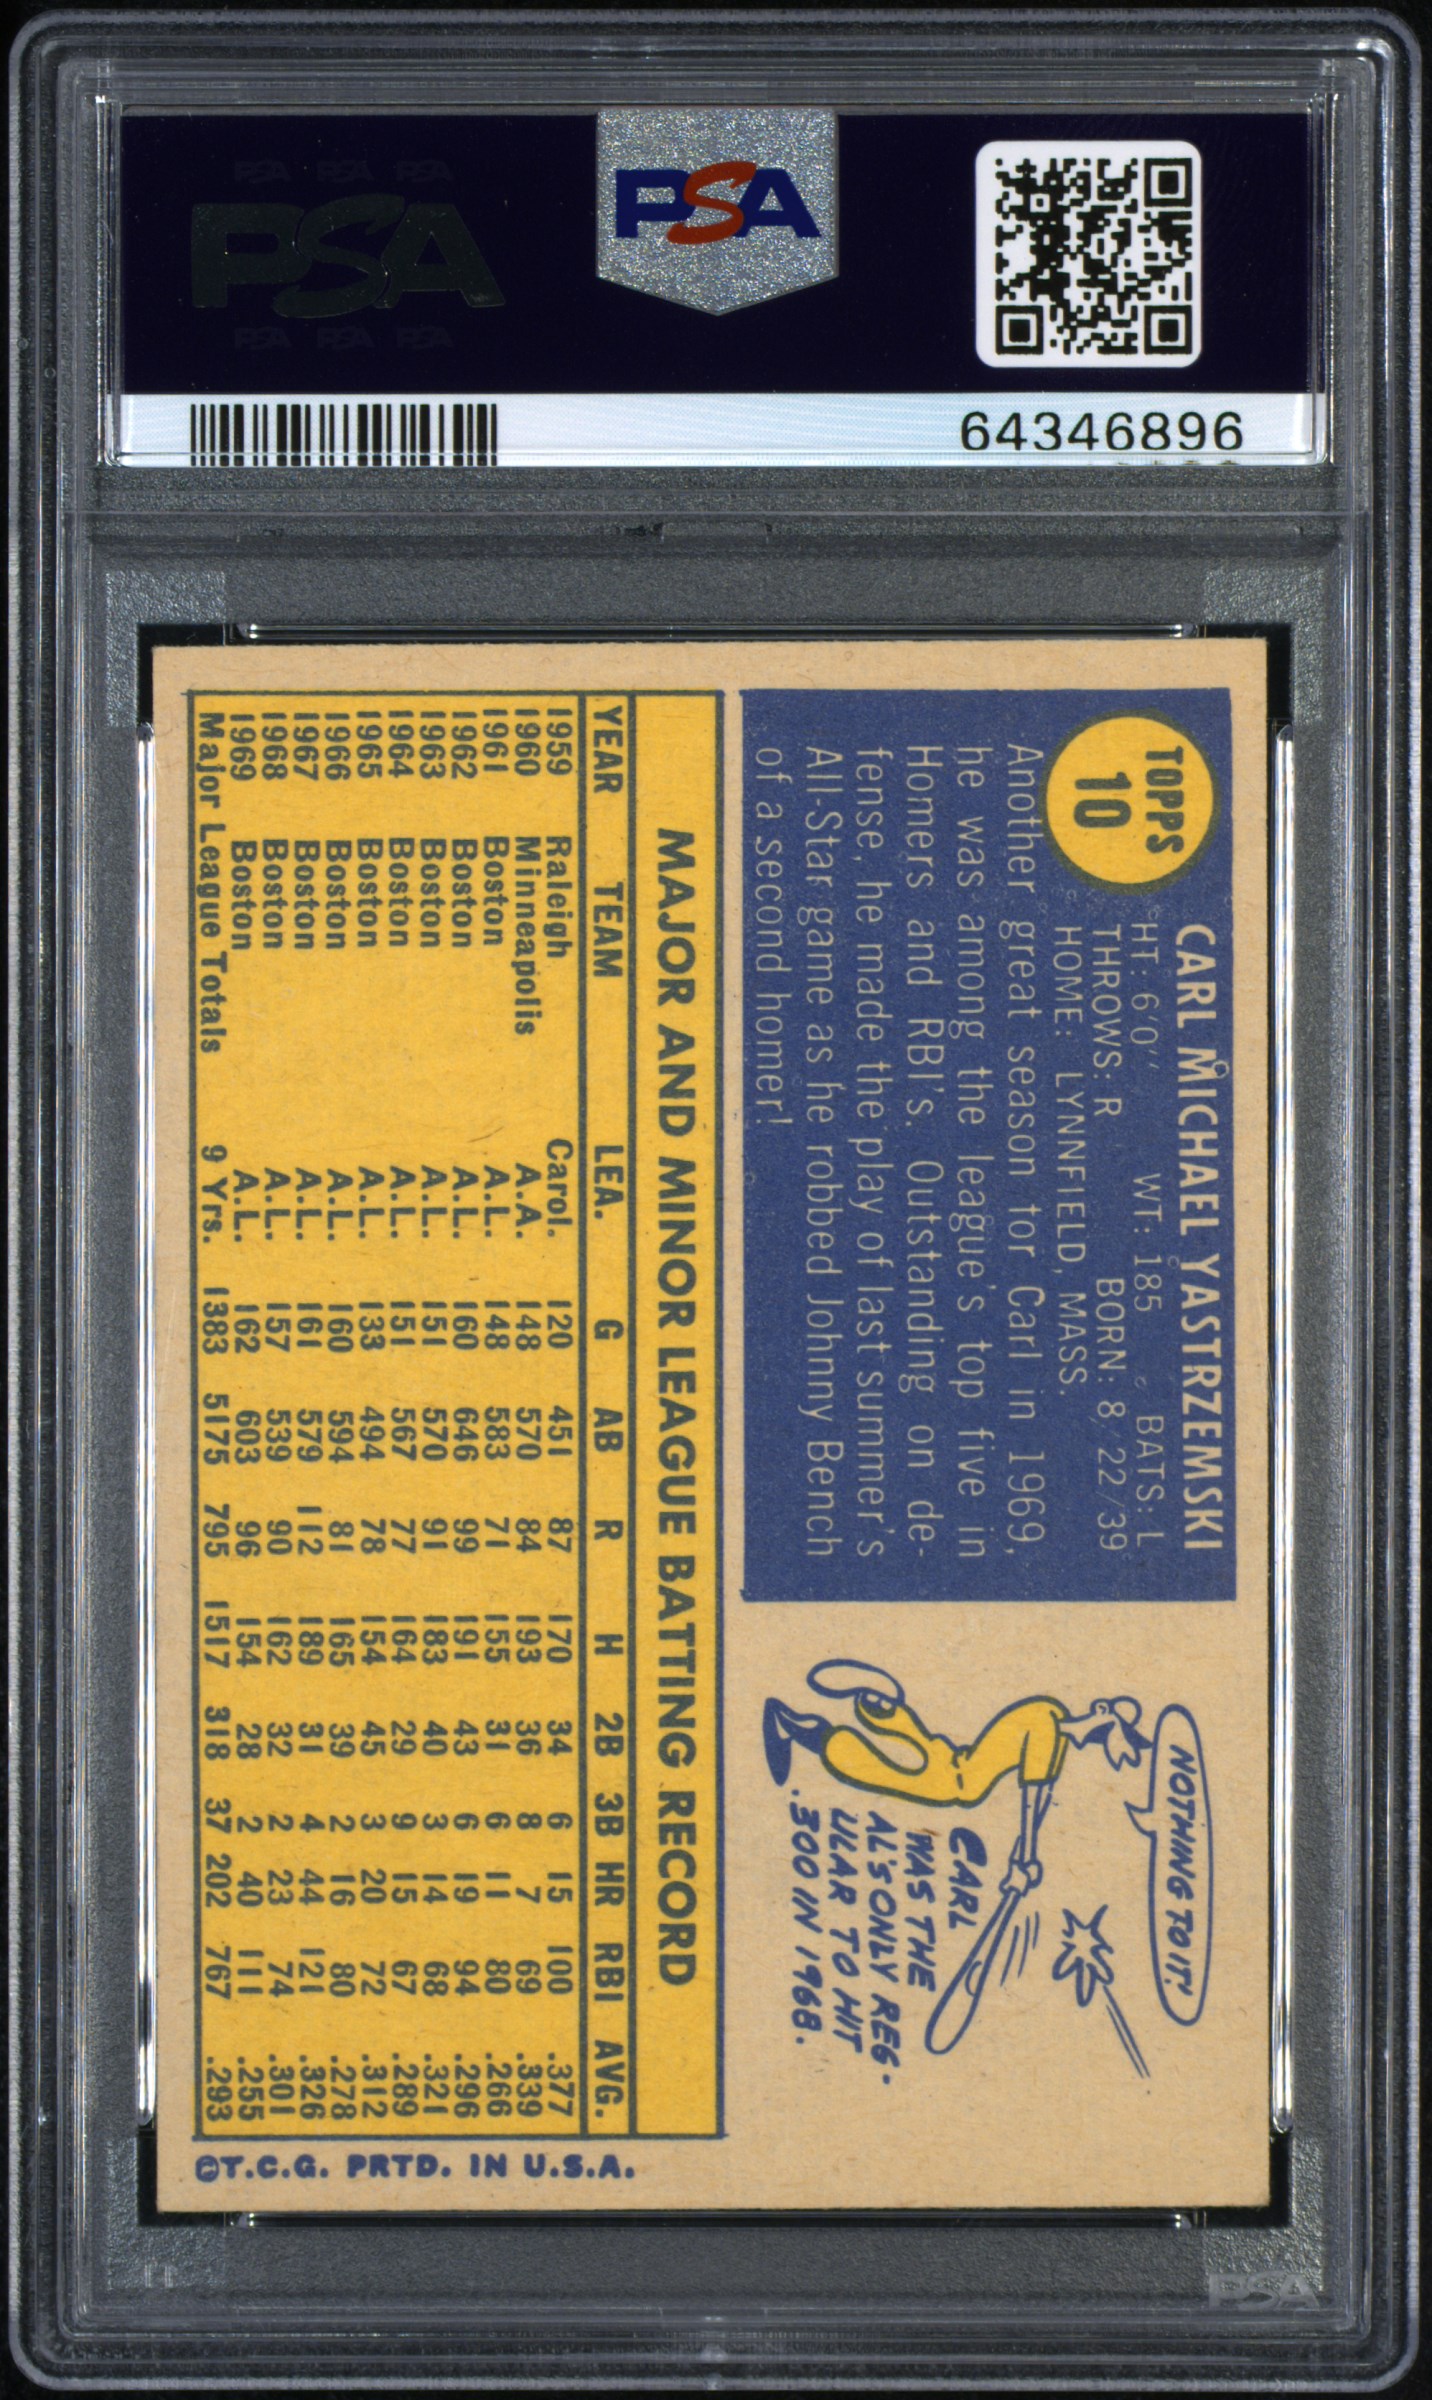 PSA PSA PSA
PSA
PSA PSA PSA
PSA
64346896
TOPPS
10
CARL MICHAEL YASTRZEMSKI
HT: 6'0" WT: 185 BATS: L
THROWS: R BORN: 8/22/39
HOME: LYNNFIELD, MASS.
Another great season for Carl in 1969,
he was among the league's top five in
Homers and RBI's. Outstanding on de-
fense, he made the play of last summer's
All-Star game as he robbed Johnny Bench
of a second homer!
NOTHING TO IT!
CARL
WAS THE
AL'S ONLY REG-
ULAR TO HIT
.300 IN 1968.
MAJOR AND MINOR LEAGUE BATTING RECORD
YEAR TEAM LEA. G AB R H 2B 3B HR RBI AVG.
1959 Raleigh Carol. 120 451 87 170 34 6 15 100 .377
1960 Minneapolis A.A. 148 570 84 193 36 8 7 69 .339
1961 Boston A.L. 148 583 71 155 31 6 11 80 .266
1962 Boston A.L. 160 646 99 191 43 6 19 94 .296
1963 Boston A.L. 151 570 91 183 40 3 14 68 .321
1964 Boston A.L. 151 567 77 164 29 9 15 67 .289
1965 Boston A.L. 133 494 78 154 45 3 20 72 .312
1966 Boston A.L. 160 594 81 165 39 2 16 80 .278
1967 Boston A.L. 161 579 112 189 31 4 44 121 .326
1968 Boston A.L. 157 539 90 162 32 2 23 74 .301
1969 Boston A.L. 162 603 96 154 28 2 40 111 .255
Major League Totals 9 Yrs. 1383 5175 795 1517 318 37 202 767 .293
©T.C.G. PRTD. IN U.S.A.
PSA